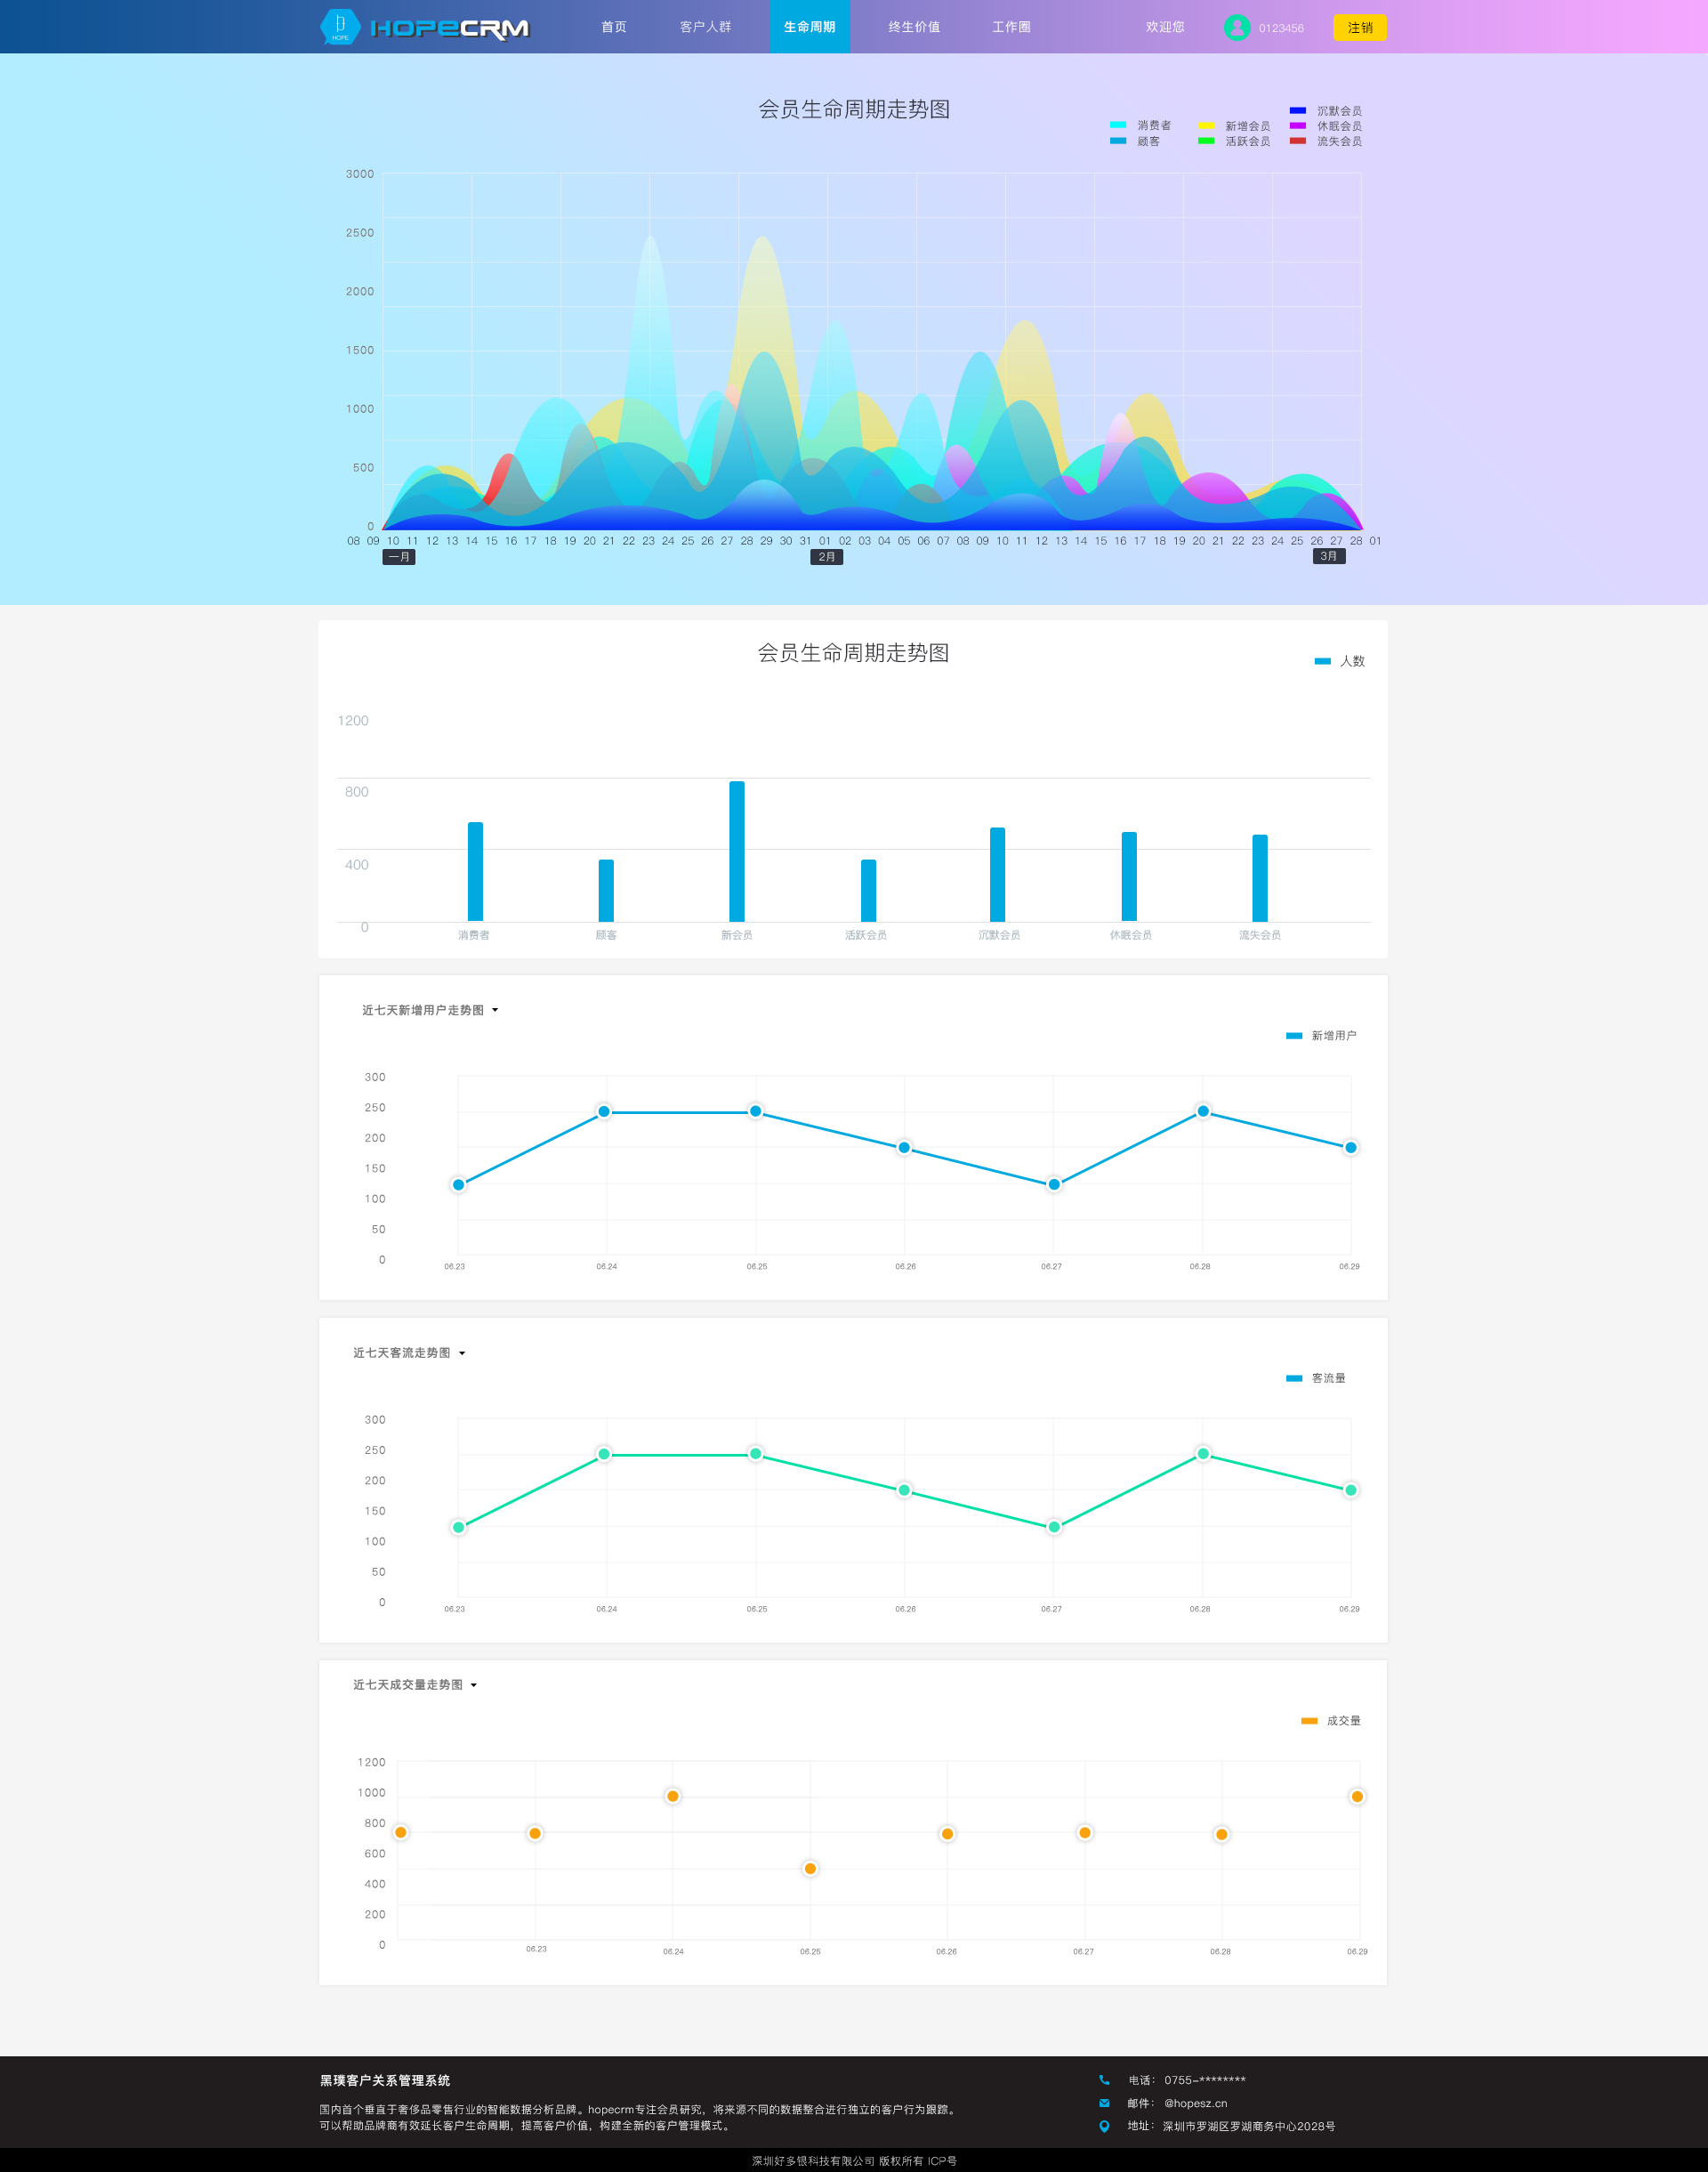 HOPE HOPECRM 首页 客户人群 生命周期 终生价值 工作圈 欢迎您 0123456 注销
会员生命周期走势图
沉默会员
消费者 新增会员 休眠会员
顾客 活跃会员 流失会员
3000
2500
2000
1500
1000
500
0
08 09 10 11 12 13 14 15 16 17 18 19 20 21 22 23 24 25 26 27 28 29 30 31 01 02 03 04 05 06 07 08 09 10 11 12 13 14 15 16 17 18 19 20 21 22 23 24 25 26 27 28 01
一月 2月 3月
会员生命周期走势图
人数
1200
800
400
0
消费者 顾客 新会员 活跃会员 沉默会员 休眠会员 流失会员
近七天新增用户走势图
新增用户
300
250
200
150
100
50
0
06.23 06.24 06.25 06.26 06.27 06.28 06.29
近七天客流走势图
客流量
300
250
200
150
100
50
0
06.23 06.24 06.25 06.26 06.27 06.28 06.29
近七天成交量走势图
成交量
1200
1000
800
600
400
200
0
06.23 06.24 06.25 06.26 06.27 06.28 06.29
黑璞客户关系管理系统
国内首个垂直于奢侈品零售行业的智能数据分析品牌。hopecrm专注会员研究，将来源不同的数据整合进行独立的客户行为跟踪。
可以帮助品牌商有效延长客户生命周期，提高客户价值，构建全新的客户管理模式。
电话： 0755-********
邮件： @hopesz.cn
地址： 深圳市罗湖区罗湖商务中心2028号
深圳好多银科技有限公司 版权所有 ICP号